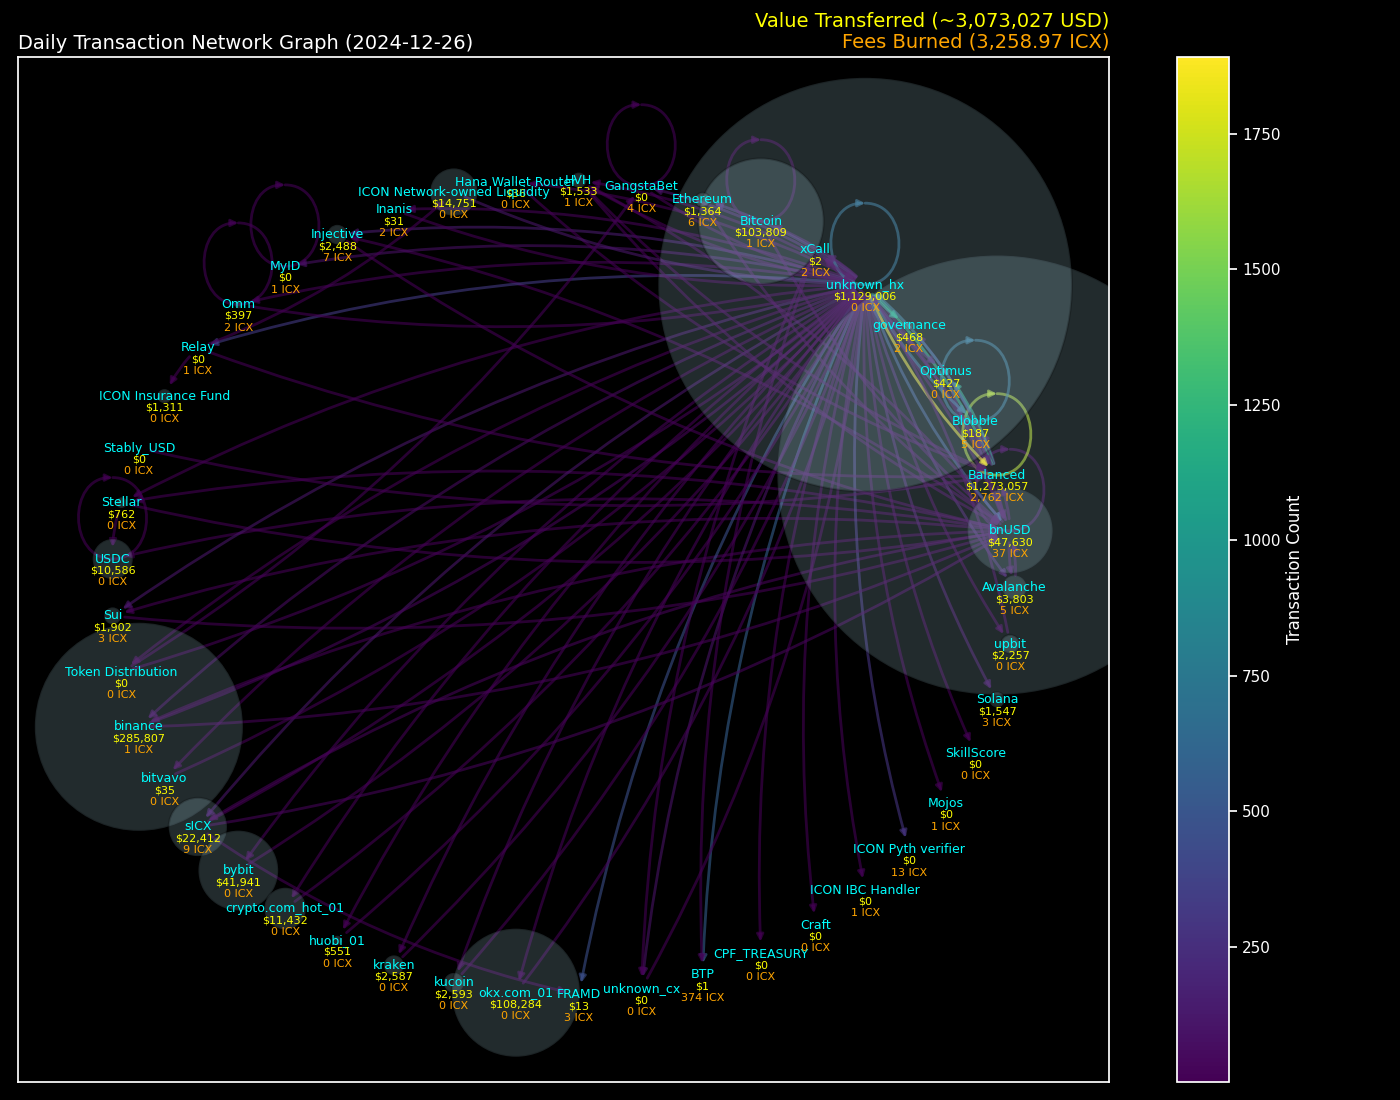 Value Transferred (~3,073,027 USD)
Daily Transaction Network Graph (2024-12-26)
Fees Burned (3,258.97 ICX)
Hana Wallet Router
$36
0 ICX
HVH
$1,533
1 ICX
GangstaBet
$0
4 ICX
ICON Network-owned Liquidity
$14,751
0 ICX
Ethereum
$1,364
6 ICX
Inanis
$31
2 ICX
Bitcoin
$103,809
1 ICX
Injective
$2,488
7 ICX
xCall
$2
2 ICX
MyID
$0
1 ICX
unknown_hx
$1,129,006
0 ICX
Omm
$397
2 ICX
governance
$468
2 ICX
Relay
$0
1 ICX
Optimus
$427
0 ICX
ICON Insurance Fund
$1,311
0 ICX
Blobble
$187
ICX
Stably_USD
$0
0 ICX
Balanced
$1,273,057
2,762 ICX
Stellar
$762
0 ICX
bnUSD
$47,630
37 ICX
USDC
$10,586
0 ICX
Avalanche
$3,803
5 ICX
Sui
$1,902
3 ICX
upbit
$2,257
0 ICX
Token Distribution
$0
0 ICX
Solana
$1,547
3 ICX
binance
$285,807
1 ICX
SkillScore
$0
0 ICX
bitvavo
$35
0 ICX
Mojos
$0
1 ICX
sICX
$22,412
9 ICX
ICON Pyth verifier
$0
13 ICX
bybit
$41,941
0 ICX
ICON IBC Handler
$0
1 ICX
crypto.com_hot_01
$11,432
0 ICX
Craft
$0
0 ICX
huobi_01
$551
0 ICX
CPF_TREASURY
$0
0 ICX
kraken
$2,587
0 ICX
BTP
$1
374 ICX
kucoin
$2,593
0 ICX
okx.com_01
$108,284
0 ICX
FRAMD
$13
3 ICX
unknown_cx
$0
0 ICX
1750
1500
1250
1000
750
500
250
Transaction Count